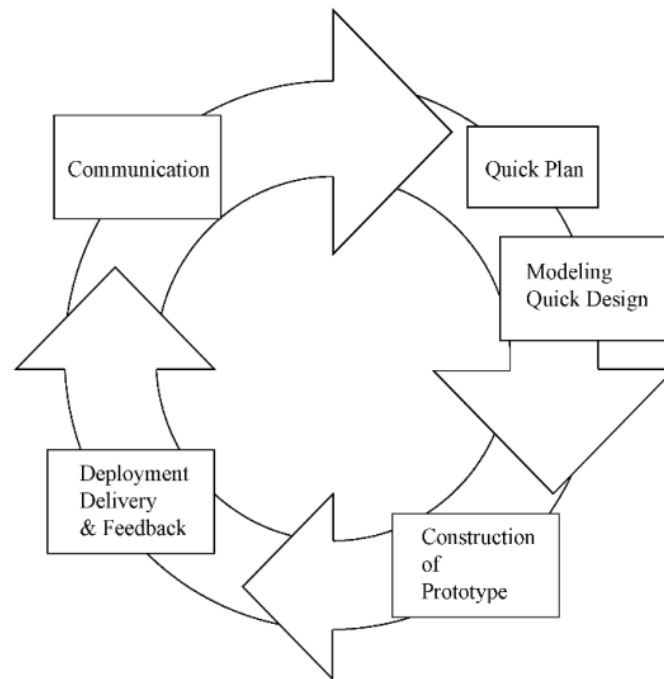 Communication
Quick Plan
Modeling
Quick Design
Construction
of
Prototype
Deployment
Delivery
& Feedback